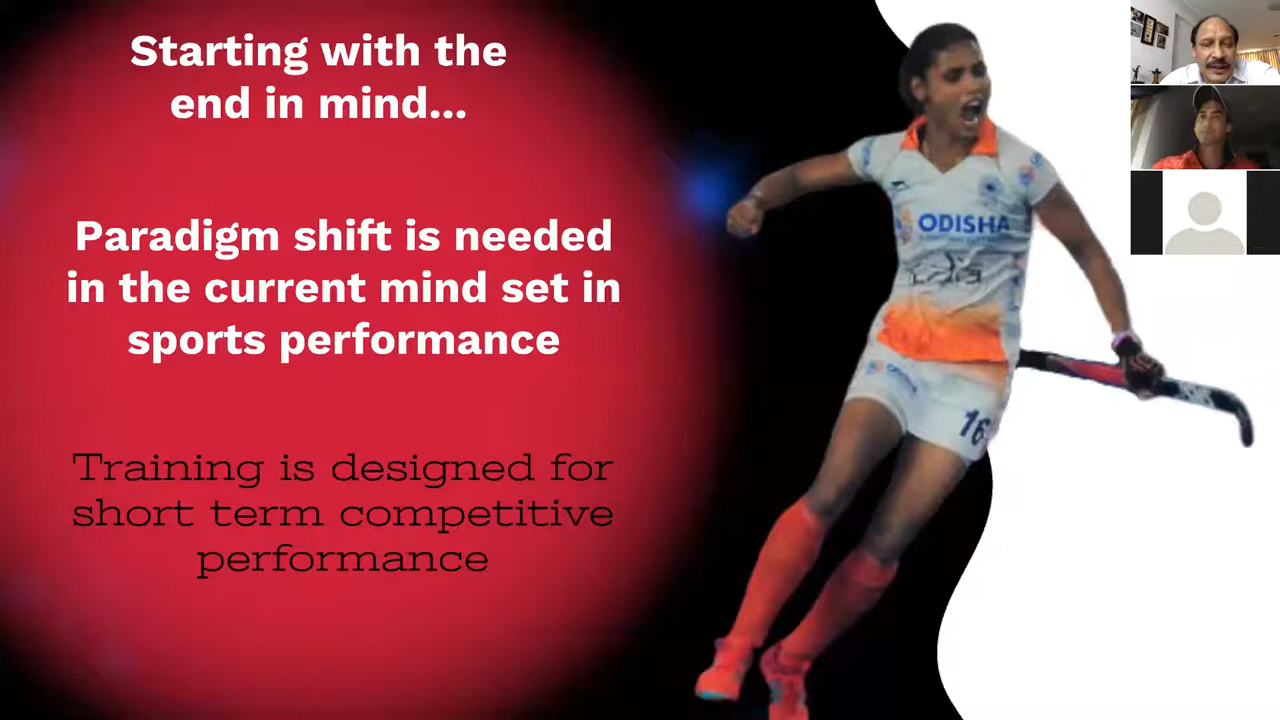 Starting with the
end in mind...
Paradigm shift is needed
in the current mind set in
sports performance
Training is designed for
short term competitive
performance
ODISHA
India
16